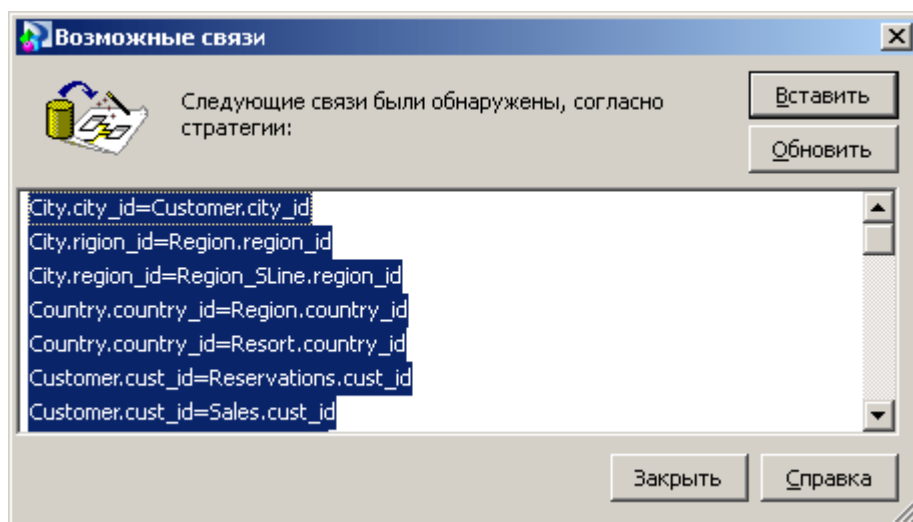 Возможные связи
Следующие связи были обнаружены, согласно
стратегии:
Вставить
Обновить
City.city_id=Customer.city_id
City.rigion_id=Region.region_id
City.region_id=Region_SLine.region_id
Country.country_id=Region.country_id
Country.country_id=Resort.country_id
Customer.cust_id=Reservations.cust_id
Customer.cust_id=Sales.cust_id
Закрыть
Справка